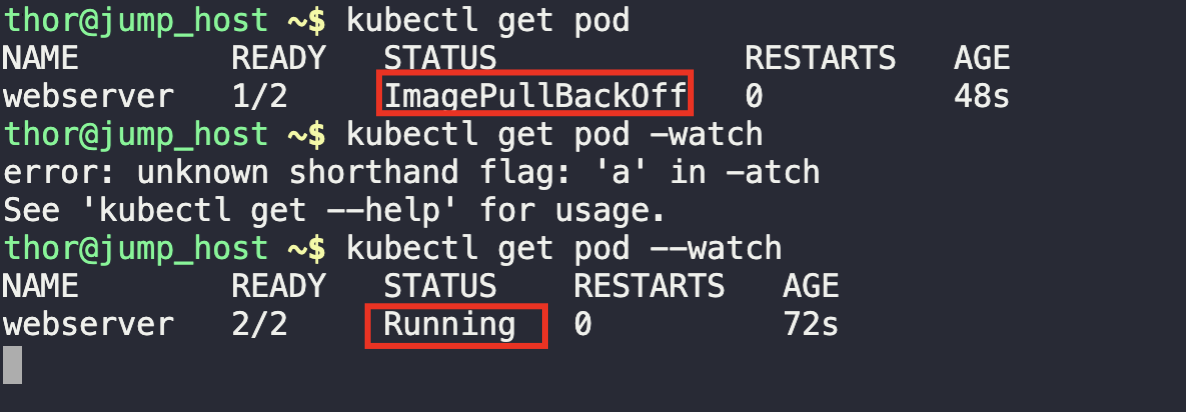 thor@jump_host ~$ kubectl get pod
NAME READY STATUS RESTARTS AGE
webserver 1/2 ImagePullBackOff 0 48s
thor@jump_host ~$ kubectl get pod -watch
error: unknown shorthand flag: 'a' in -atch
See 'kubectl get --help' for usage.
thor@jump_host ~$ kubectl get pod --watch
NAME READY STATUS RESTARTS AGE
webserver 2/2 Running 0 72s